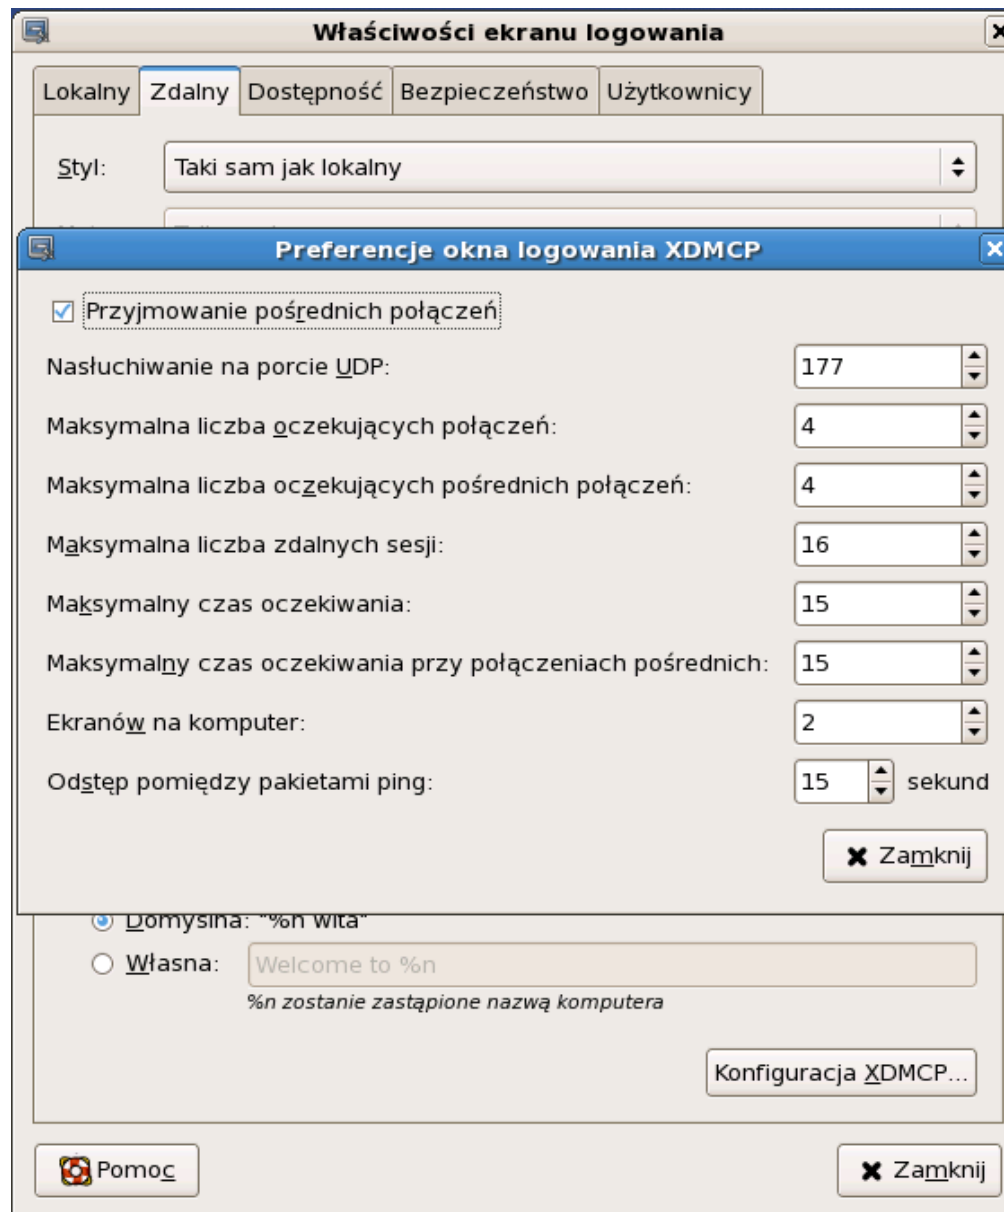 Właściwości ekranu logowania
Lokalny Zdalny Dostępność Bezpieczeństwo Użytkownicy
Styl: Taki sam jak lokalny
Preferencje okna logowania XDMCP
Przyjmowanie pośrednich połączeń
Nasłuchiwanie na porcie UDP: 177
Maksymalna liczba oczekujących połączeń: 4
Maksymalna liczba oczekujących pośrednich połączeń: 4
Maksymalna liczba zdalnych sesji: 16
Maksymalny czas oczekiwania: 15
Maksymalny czas oczekiwania przy połączeniach pośrednich: 15
Ekranów na komputer: 2
Odstęp pomiędzy pakietami ping: 15 sekund
Zamknij
Domyślna: "%n wita"
Własna: Welcome to %n
%n zostanie zastąpione nazwą komputera
Konfiguracja XDMCP...
Pomoc Zamknij